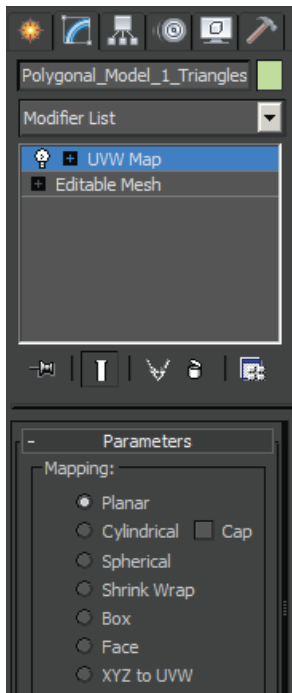 Polygonal_Model_1_Triangles
Modifier List
UVW Map
Editable Mesh
- Parameters
Mapping:
Planar
Cylindrical Cap
Spherical
Shrink Wrap
Box
Face
XYZ to UVW